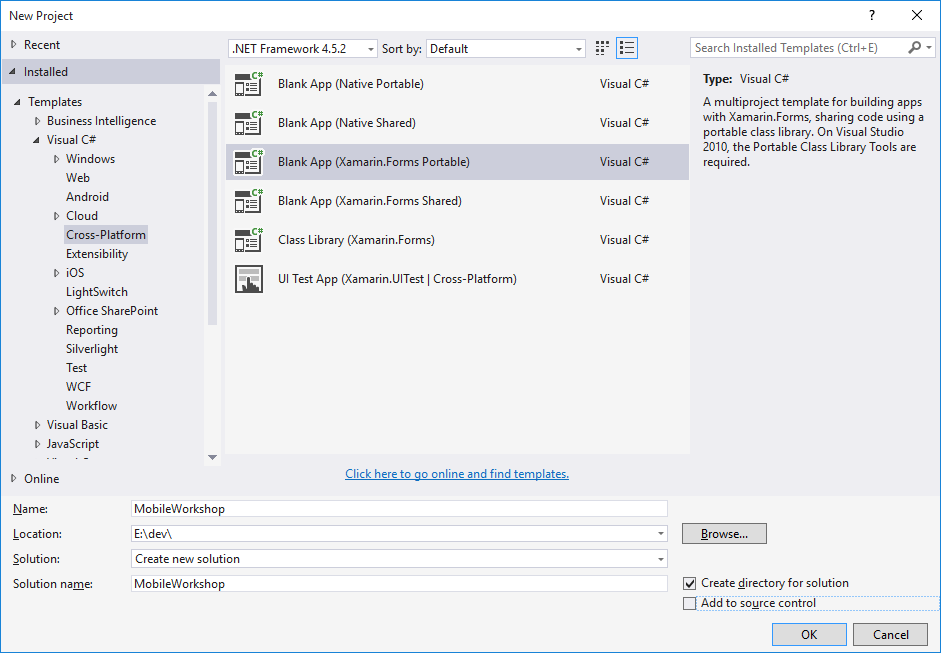 New Project
?
Recent
.NET Framework 4.5.2
Sort by:
Default
Search Installed Templates (Ctrl+E)
Installed
Templates
Business Intelligence
Visual C#
Windows
Web
Android
Cloud
Cross-Platform
Extensibility
iOS
LightSwitch
Office SharePoint
Reporting
Silverlight
Test
WCF
Workflow
Visual Basic
JavaScript
Online
C# Blank App (Native Portable) Visual C#
C# Blank App (Native Shared) Visual C#
C# Blank App (Xamarin.Forms Portable) Visual C#
C# Blank App (Xamarin.Forms Shared) Visual C#
C# Class Library (Xamarin.Forms) Visual C#
UI Test App (Xamarin.UITest | Cross-Platform) Visual C#
Click here to go online and find templates.
Type: Visual C#
A multiproject template for building apps
with Xamarin.Forms, sharing code using a
portable class library. On Visual Studio
2010, the Portable Class Library Tools are
required.
Name: MobileWorkshop
Location: E:\dev\ Browse...
Solution: Create new solution
Solution name: MobileWorkshop
Create directory for solution
Add to source control
OK Cancel